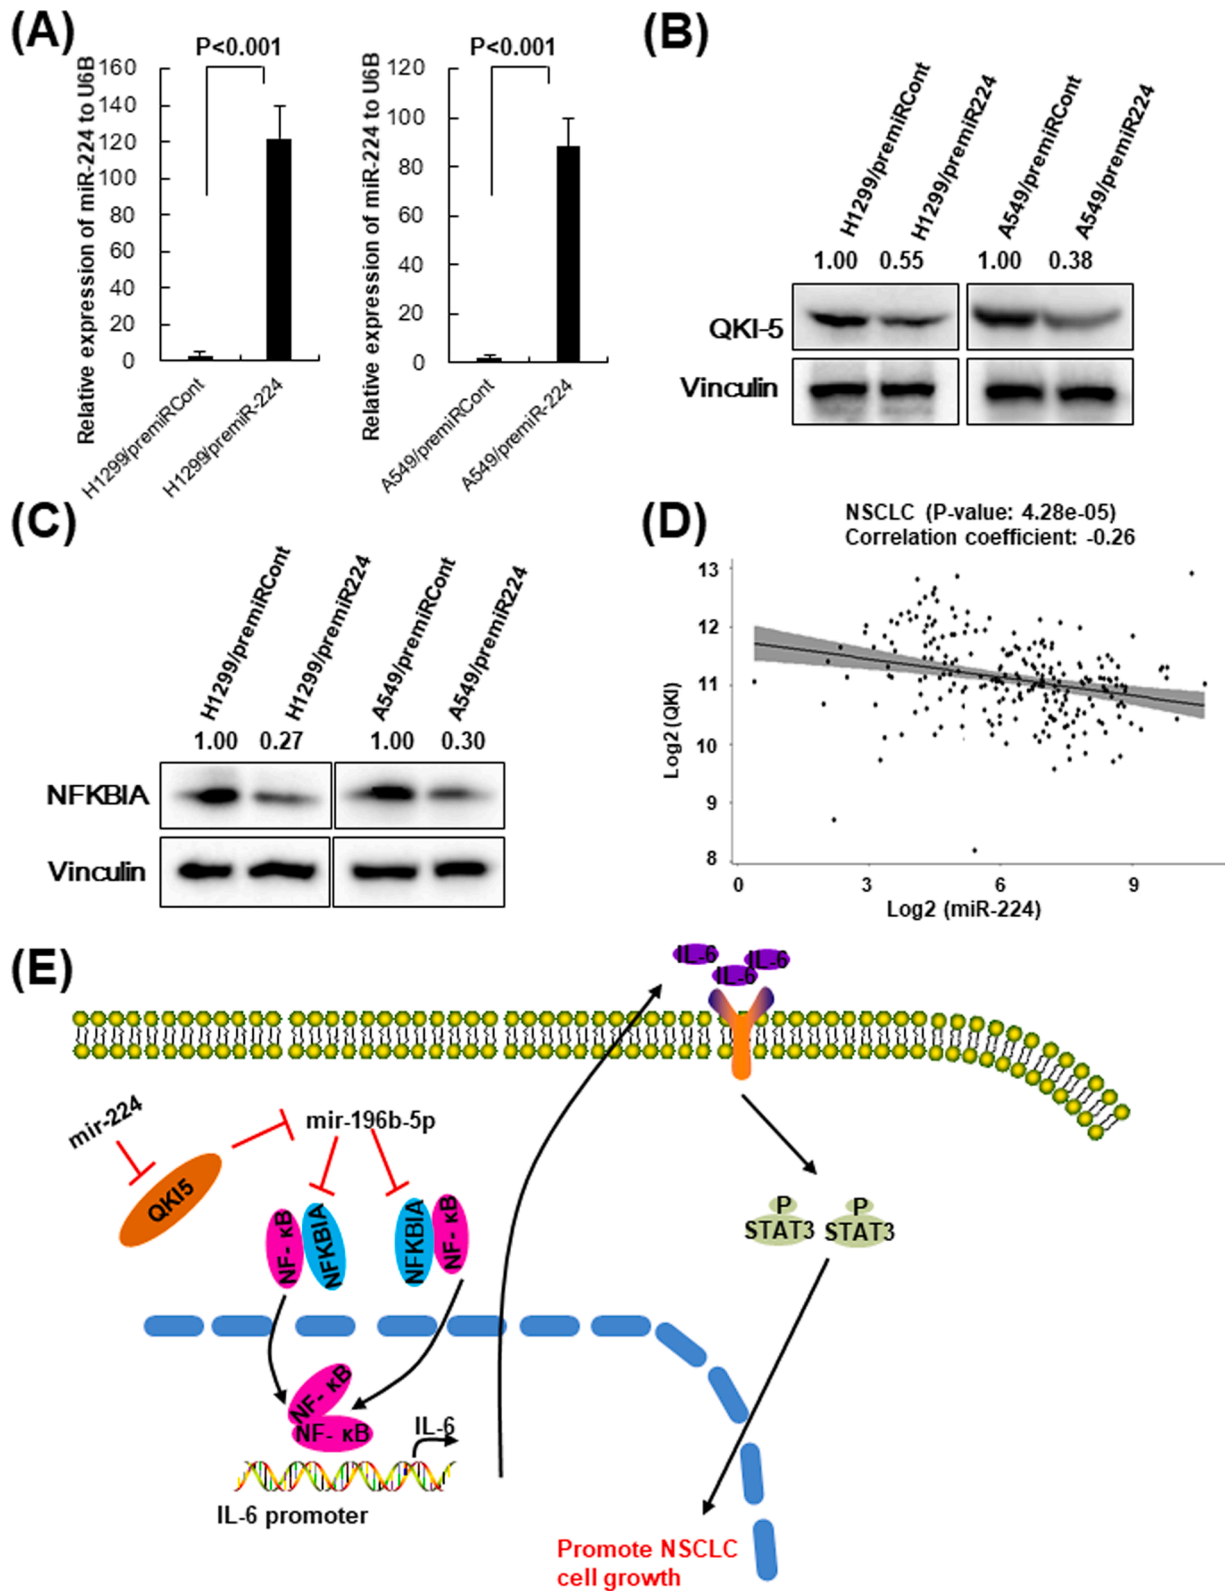 (A)
P<0.001
Relative expression of miR-224 to U6B
160
140
120
100
80
60
40
20
0
H1299/premiRCont
H1299/premiR-224
P<0.001
Relative expression of miR-224 to U6B
120
100
80
60
40
20
0
A549/premiRCont
A549/premiR-224
(B)
H1299/premiRCont
H1299/premiR224
A549/premiRCont
A549/premiR224
1.00 0.55 1.00 0.38
QKI-5
Vinculin
(C)
H1299/premiRCont
H1299/premiR224
A549/premiRCont
A549/premiR224
1.00 0.27 1.00 0.30
NFKBIA
Vinculin
(D)
NSCLC (P-value: 4.28e-05)
Correlation coefficient: -0.26
Log2 (QKI)
13
12
11
10
9
8
0 3 6 9
Log2 (miR-224)
(E)
IL-6
IL-6
IL-6
mir-224
QKI5
mir-196b-5p
NF-κB
NFKBIA
NFKBIA
NF-κB
P
STAT3
P
STAT3
NF-κB
NF-κB
IL-6
IL-6 promoter
Promote NSCLC
cell growth